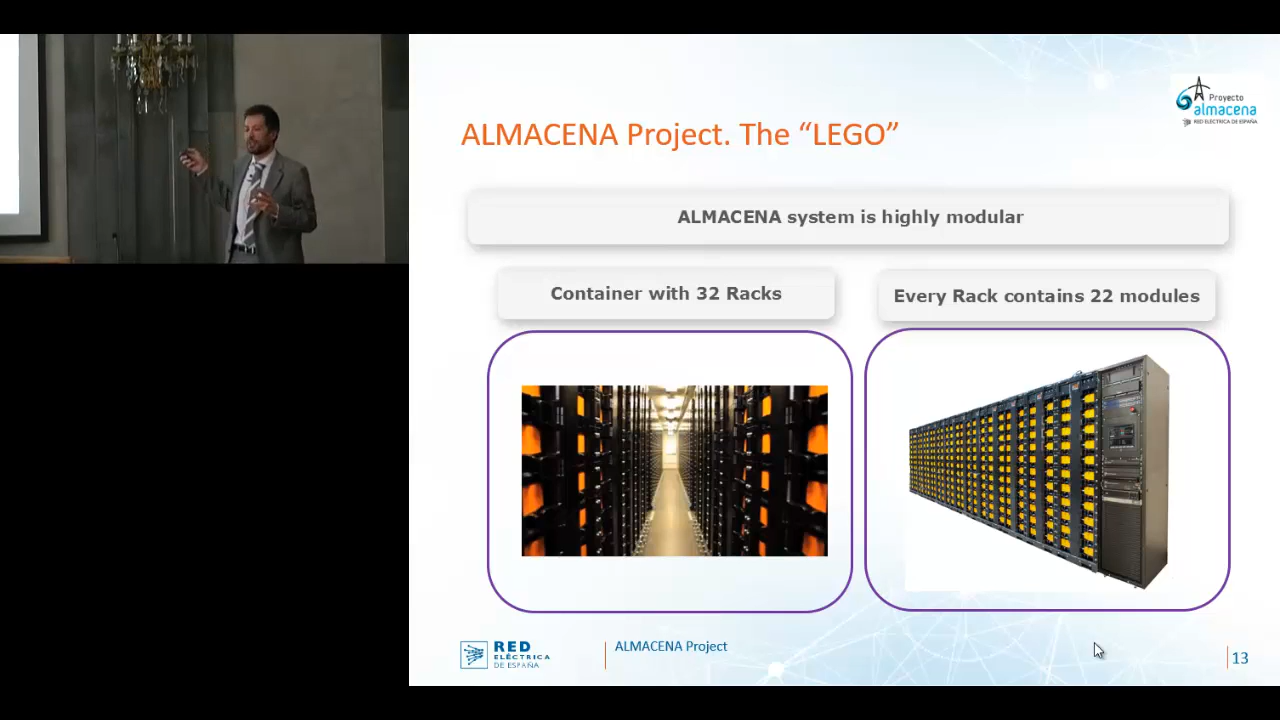 Proyecto
almacena
RED ELÉCTRICA DE ESPAÑA
ALMACENA Project. The “LEGO”
ALMACENA system is highly modular
Container with 32 Racks
Every Rack contains 22 modules
RED
ELÉCTRICA
DE ESPAÑA
ALMACENA Project
13